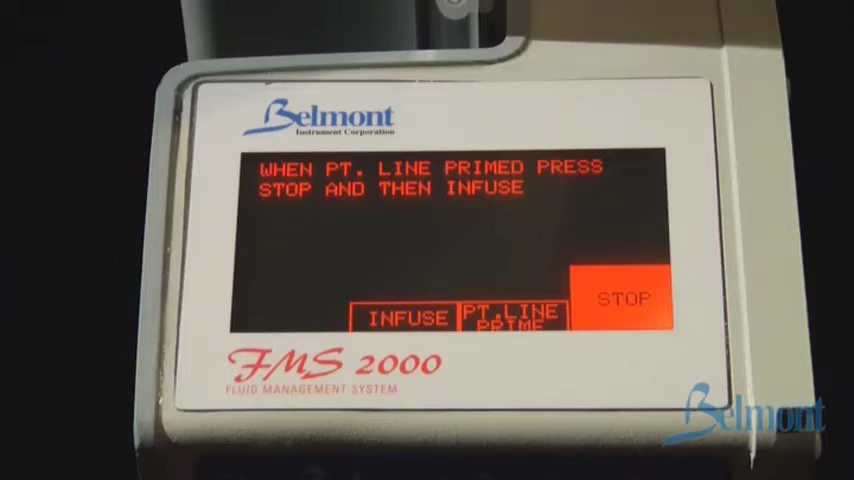 Belmont
Instrument Corporation
WHEN PT. LINE PRIMED PRESS
STOP AND THEN INFUSE
STOP
INFUSE
PT.LINE
PRIME
FMS 2000
FLUID MANAGEMENT SYSTEM
Belmont